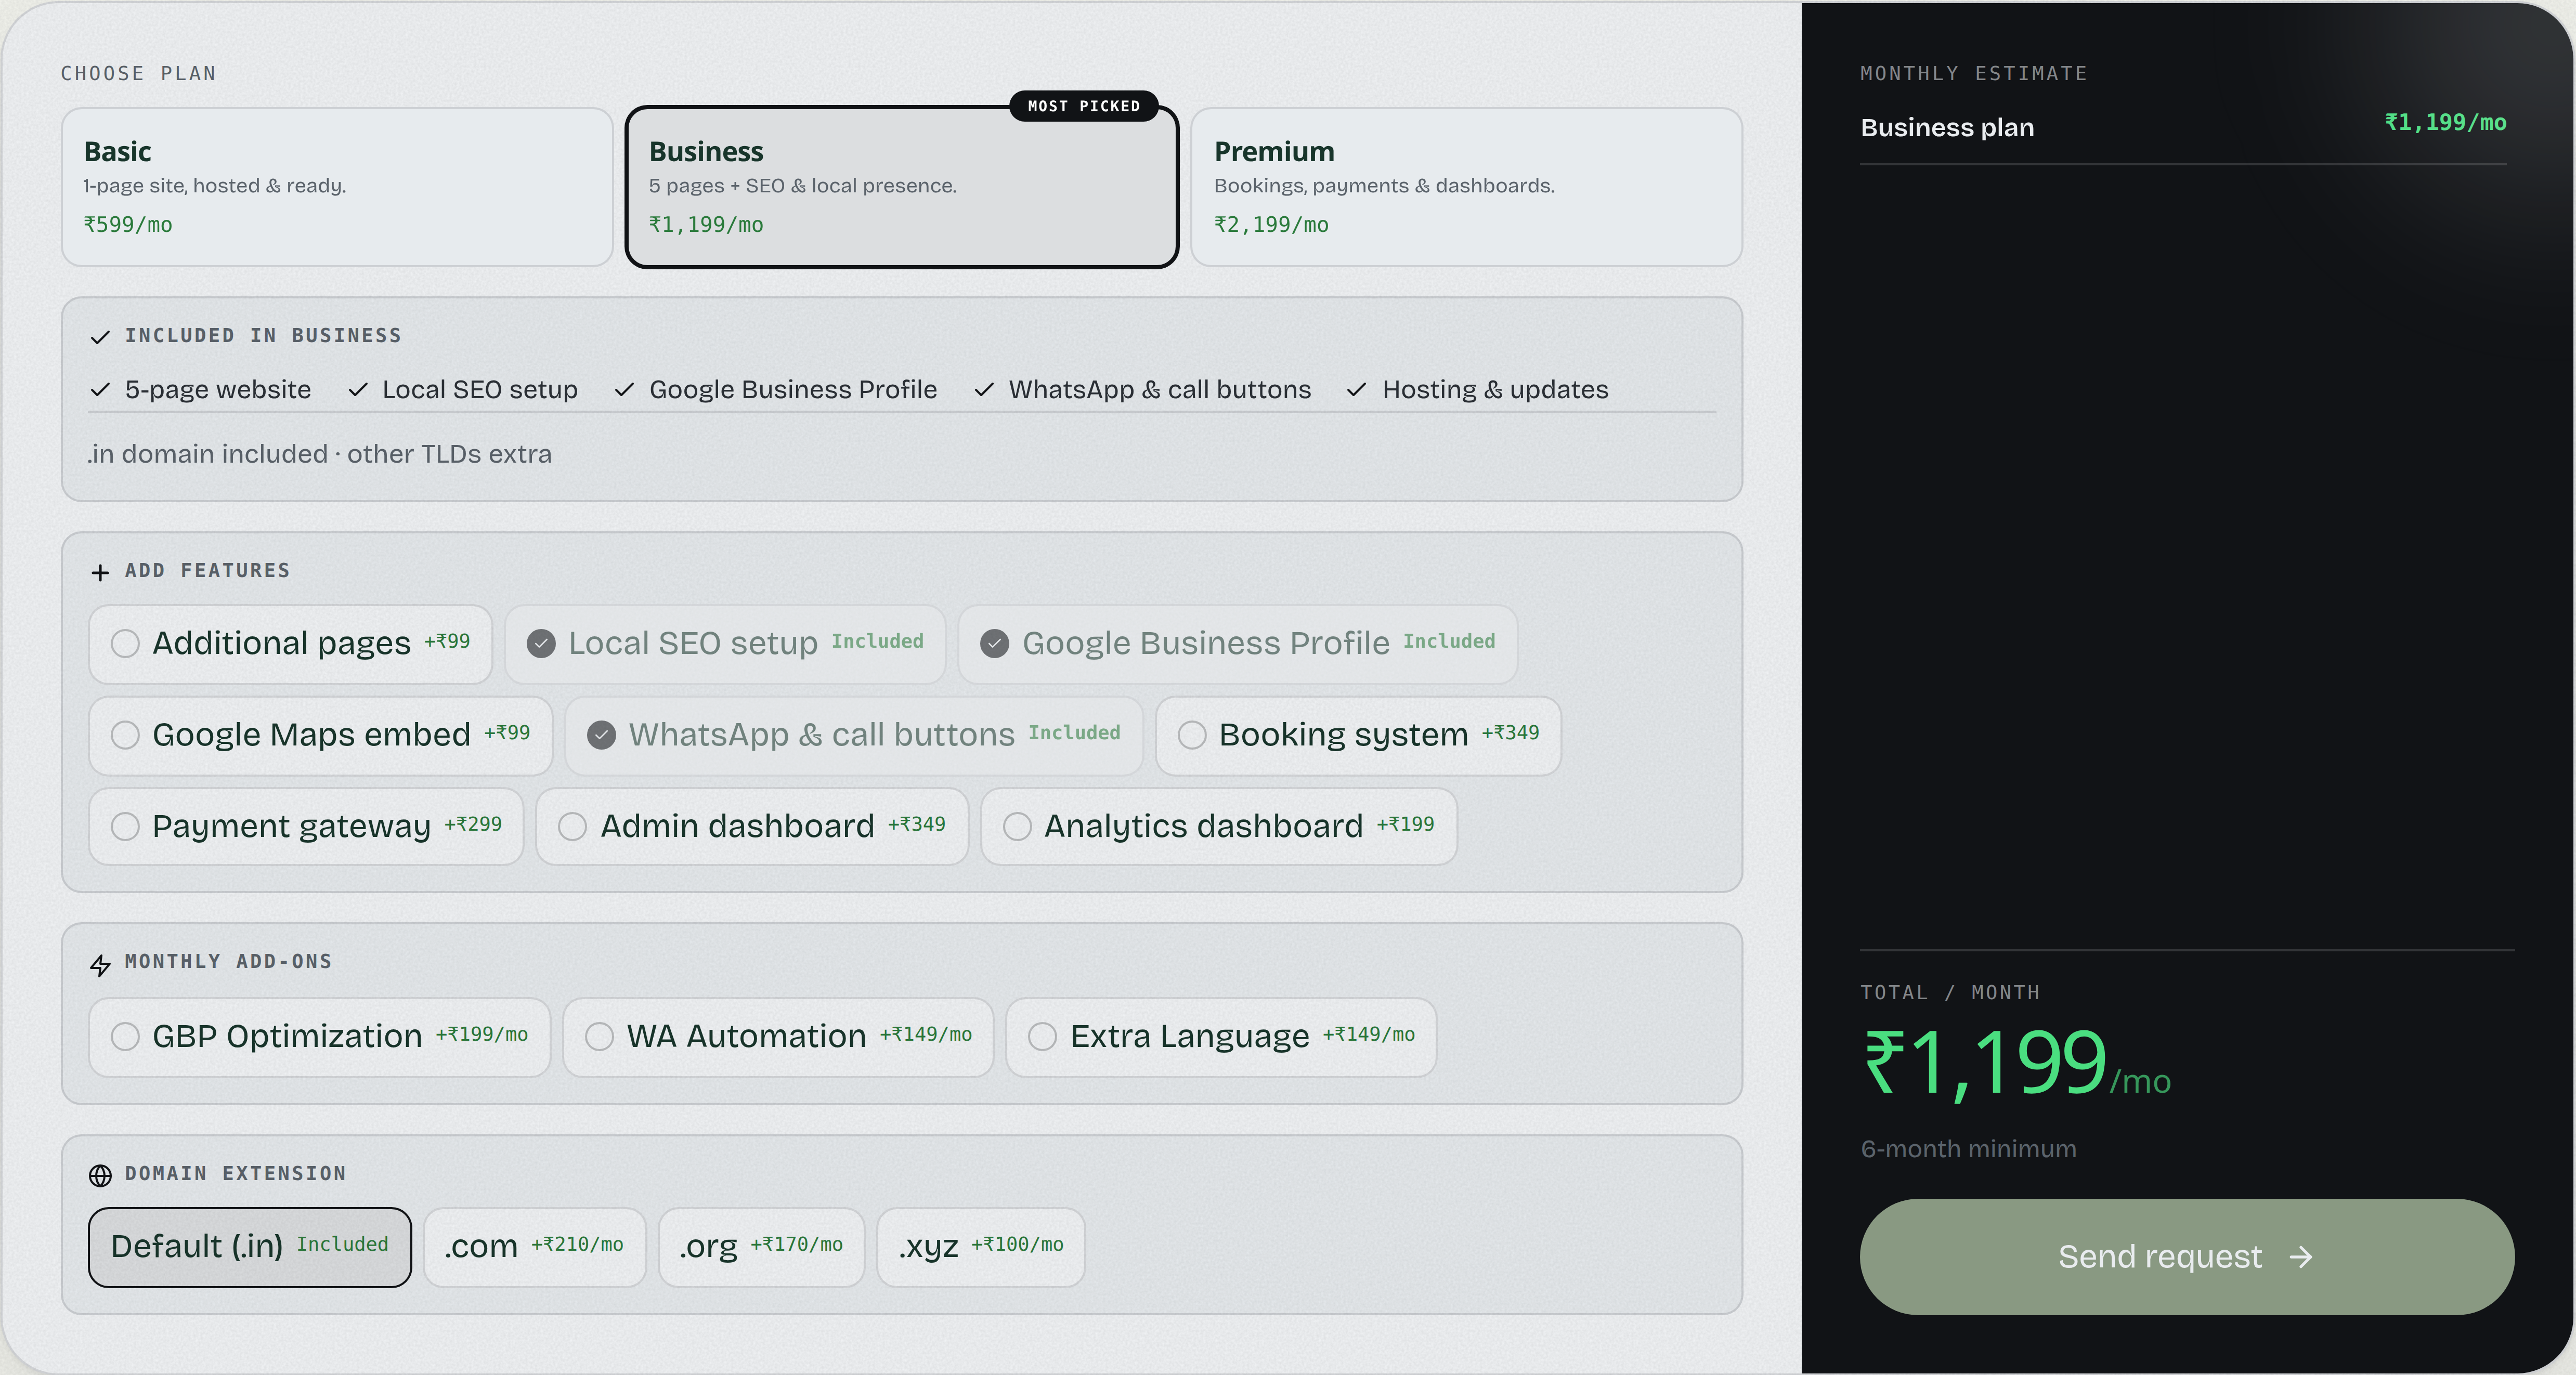 CHOOSE PLAN
MOST PICKED
Basic
1-page site, hosted & ready.
₹599/mo
Business
5 pages + SEO & local presence.
₹1,199/mo
Premium
Bookings, payments & dashboards.
₹2,199/mo
INCLUDED IN BUSINESS
5-page website Local SEO setup Google Business Profile WhatsApp & call buttons Hosting & updates
.in domain included · other TLDs extra
ADD FEATURES
Additional pages +₹99 Local SEO setup Included Google Business Profile Included
Google Maps embed +₹99 WhatsApp & call buttons Included Booking system +₹349
Payment gateway +₹299 Admin dashboard +₹349 Analytics dashboard +₹199
MONTHLY ADD-ONS
GBP Optimization +₹199/mo WA Automation +₹149/mo Extra Language +₹149/mo
DOMAIN EXTENSION
Default (.in) Included .com +₹210/mo .org +₹170/mo .xyz +₹100/mo
MONTHLY ESTIMATE
Business plan ₹1,199/mo
TOTAL / MONTH
₹1,199/mo
6-month minimum
Send request →